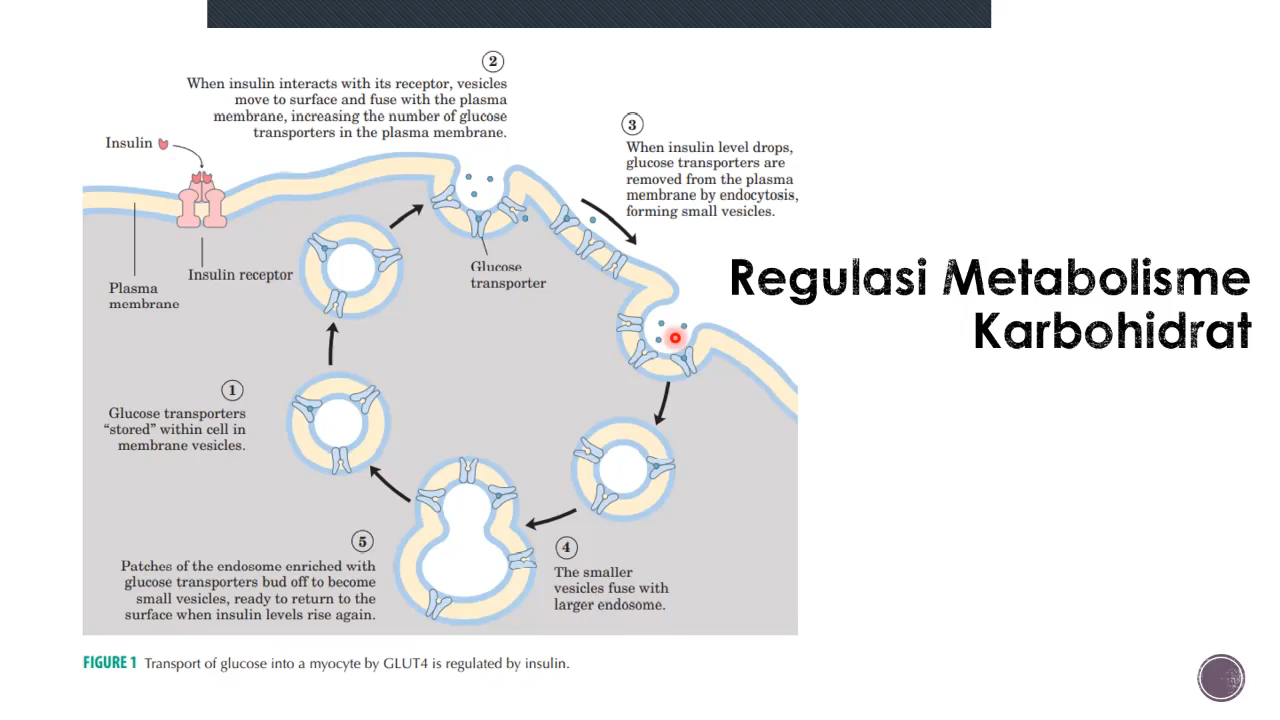 2
When insulin interacts with its receptor, vesicles
move to surface and fuse with the plasma
membrane, increasing the number of glucose
transporters in the plasma membrane.
3
When insulin level drops,
glucose transporters are
removed from the plasma
membrane by endocytosis,
forming small vesicles.
Insulin
Insulin receptor
Plasma
membrane
Glucose
transporter
Regulasi Metabolisme
Karbohidrat
1
Glucose transporters
“stored” within cell in
membrane vesicles.
5
Patches of the endosome enriched with
glucose transporters bud off to become
small vesicles, ready to return to the
surface when insulin levels rise again.
4
The smaller
vesicles fuse with
larger endosome.
FIGURE 1 Transport of glucose into a myocyte by GLUT4 is regulated by insulin.